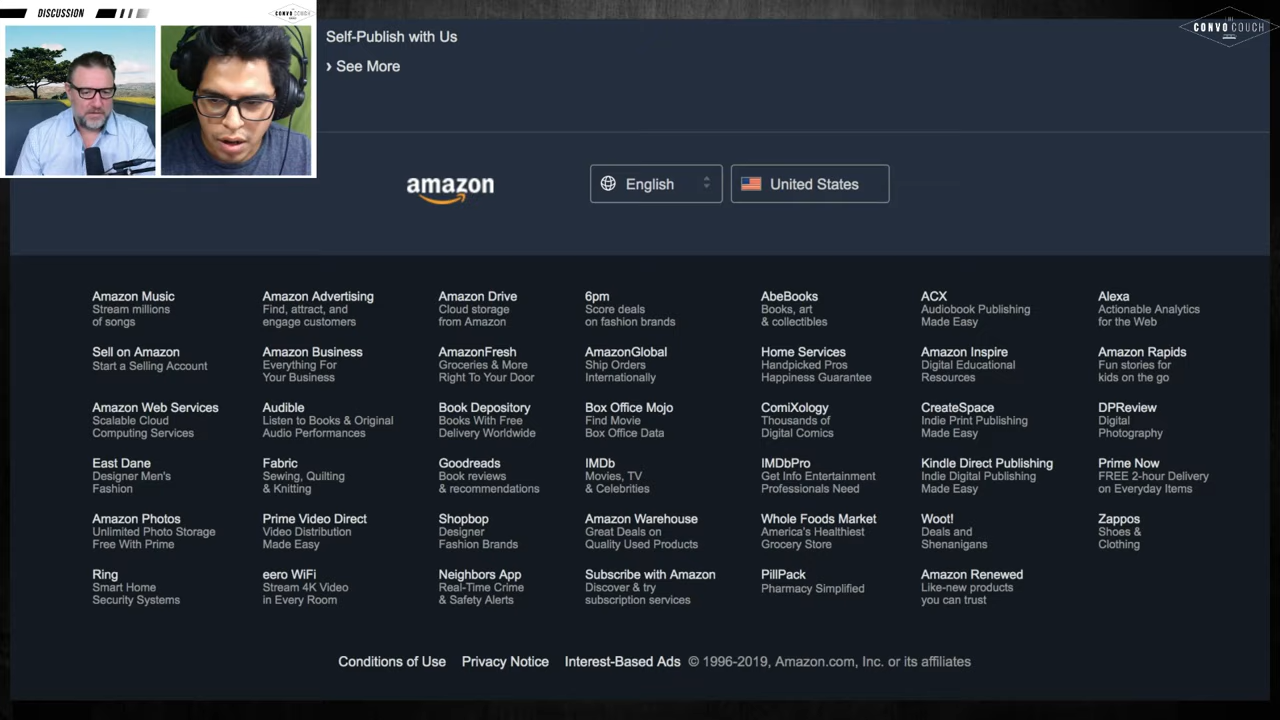 DISCUSSION
CONVO COUCH
THE
CONVO COUCH
Self-Publish with Us
› See More
amazon
English
United States
Amazon Music
Stream millions
of songs
Amazon Advertising
Find, attract, and
engage customers
Amazon Drive
Cloud storage
from Amazon
6pm
Score deals
on fashion brands
AbeBooks
Books, art
& collectibles
ACX
Audiobook Publishing
Made Easy
Alexa
Actionable Analytics
for the Web
Sell on Amazon
Start a Selling Account
Amazon Business
Everything For
Your Business
AmazonFresh
Groceries & More
Right To Your Door
AmazonGlobal
Ship Orders
Internationally
Home Services
Handpicked Pros
Happiness Guarantee
Amazon Inspire
Digital Educational
Resources
Amazon Rapids
Fun stories for
kids on the go
Amazon Web Services
Scalable Cloud
Computing Services
Audible
Listen to Books & Original
Audio Performances
Book Depository
Books With Free
Delivery Worldwide
Box Office Mojo
Find Movie
Box Office Data
ComiXology
Thousands of
Digital Comics
CreateSpace
Indie Print Publishing
Made Easy
DPReview
Digital
Photography
East Dane
Designer Men's
Fashion
Fabric
Sewing, Quilting
& Knitting
Goodreads
Book reviews
& recommendations
IMDb
Movies, TV
& Celebrities
IMDbPro
Get Info Entertainment
Professionals Need
Kindle Direct Publishing
Indie Digital Publishing
Made Easy
Prime Now
FREE 2-hour Delivery
on Everyday Items
Amazon Photos
Unlimited Photo Storage
Free With Prime
Prime Video Direct
Video Distribution
Made Easy
Shopbop
Designer
Fashion Brands
Amazon Warehouse
Great Deals on
Quality Used Products
Whole Foods Market
America's Healthiest
Grocery Store
Woot!
Deals and
Shenanigans
Zappos
Shoes &
Clothing
Ring
Smart Home
Security Systems
eero WiFi
Stream 4K Video
in Every Room
Neighbors App
Real-Time Crime
& Safety Alerts
Subscribe with Amazon
Discover & try
subscription services
PillPack
Pharmacy Simplified
Amazon Renewed
Like-new products
you can trust
Conditions of Use Privacy Notice Interest-Based Ads © 1996-2019, Amazon.com, Inc. or its affiliates